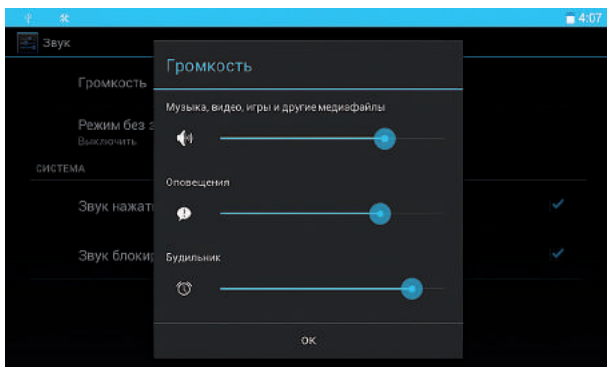 4:07
Звук
Громкость
Режим без з
Выключить
СИСТЕМА
Звук нажат
Звук блокир
Громкость
Музыка, видео, игры и другие медиафайлы
Оповещения
Будильник
ОК